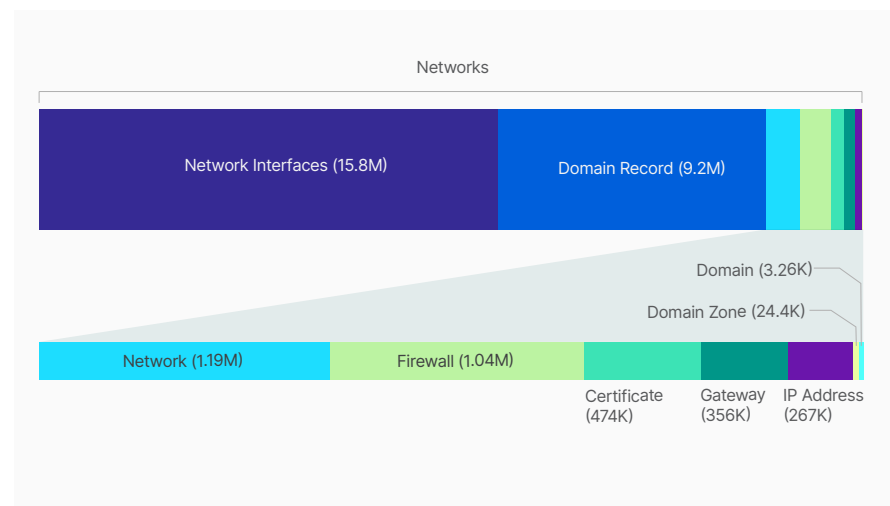 Networks
Network Interfaces (15.8M)
Domain Record (9.2M)
Domain (3.26K)
Domain Zone (24.4K)
Network (1.19M)
Firewall (1.04M)
Certificate
(474K)
Gateway
(356K)
IP Address
(267K)